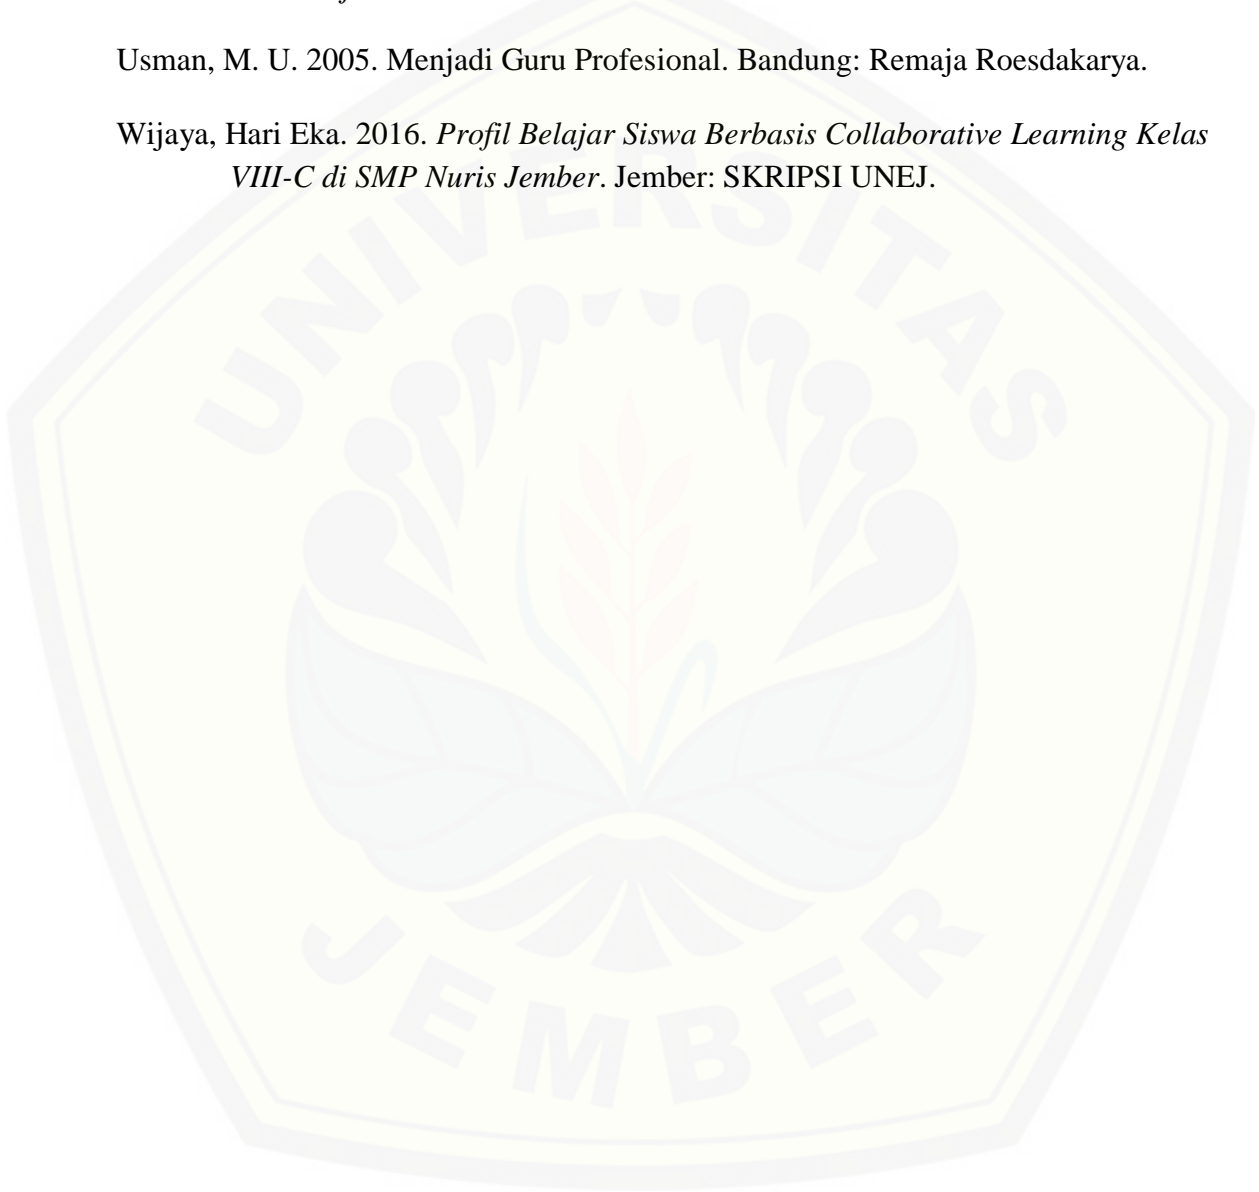 Usman, M. U. 2005. Menjadi Guru Profesional. Bandung: Remaja Roesdakarya.
Wijaya, Hari Eka. 2016. Profil Belajar Siswa Berbasis Collaborative Learning Kelas
VIII-C di SMP Nuris Jember. Jember: SKRIPSI UNEJ.
UNIVERSITAS
JEMBER